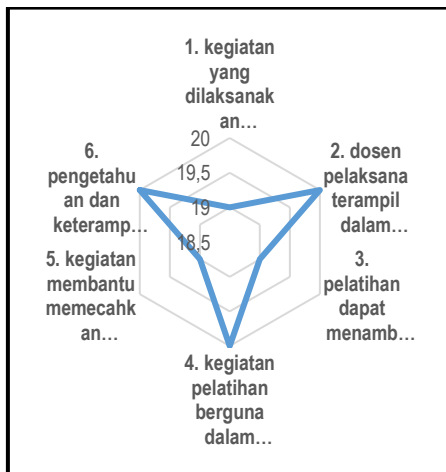 1. kegiatan
yang
dilaksanak
an...
20
19,5
19
18,5
2. dosen
pelaksana
terampil
dalam...
3.
pelatihan
dapat
menamb...
4. kegiatan
pelatihan
berguna
dalam...
5. kegiatan
membantu
memecahk
an...
6.
pengetahu
an dan
keteramp...